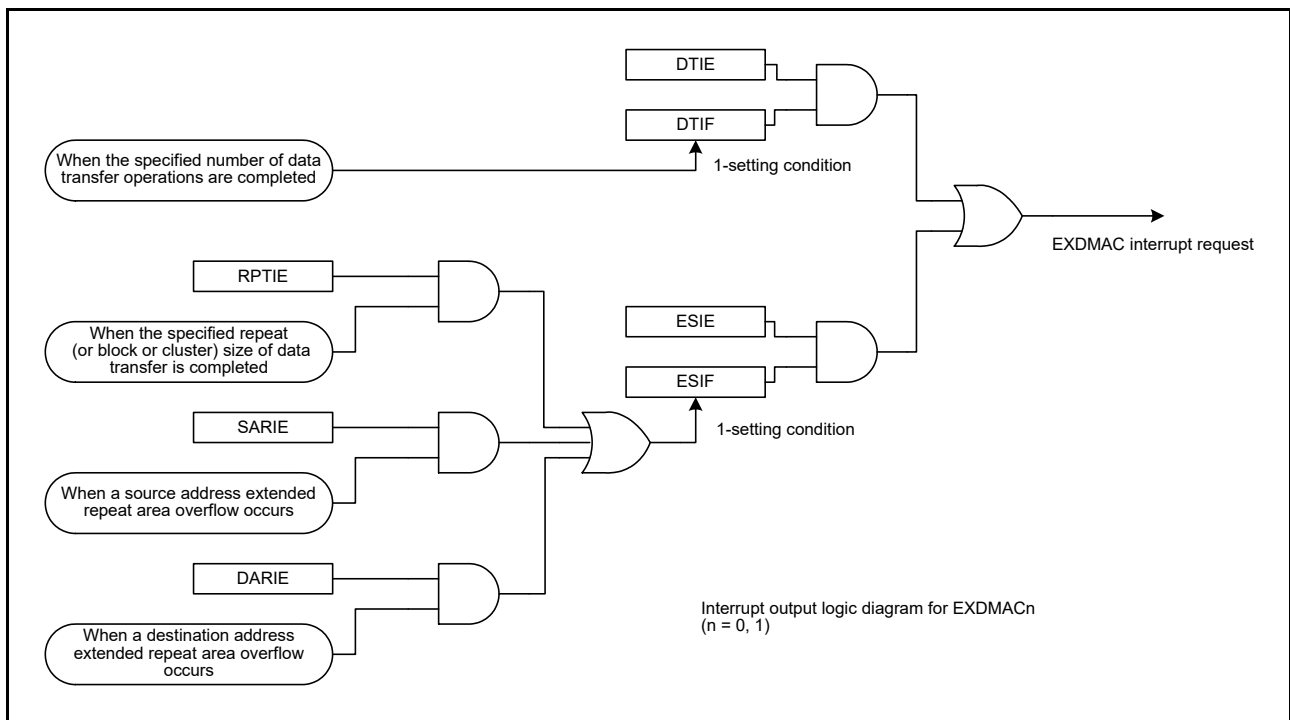 DTIE
DTIF
When the specified number of data
transfer operations are completed
1-setting condition
EXDMAC interrupt request
RPTIE
When the specified repeat
(or block or cluster) size of data
transfer is completed
ESIE
ESIF
1-setting condition
SARIE
When a source address extended
repeat area overflow occurs
DARIE
When a destination address
extended repeat area overflow
occurs
Interrupt output logic diagram for EXDMACn
(n = 0, 1)